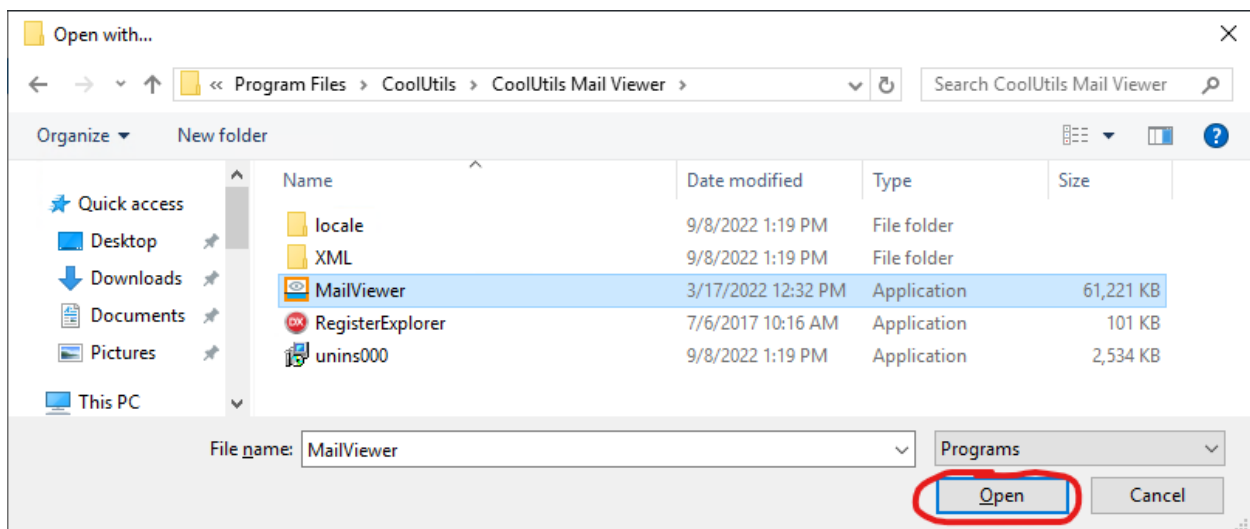 Open with...
« Program Files > CoolUtils > CoolUtils Mail Viewer >
Search CoolUtils Mail Viewer
Organize
New folder
?
Name
Date modified
Type
Size
Quick access
Desktop
Downloads
Documents
Pictures
This PC
locale
9/8/2022 1:19 PM
File folder
XML
9/8/2022 1:19 PM
File folder
MailViewer
3/17/2022 12:32 PM
Application
61,221 KB
DX
RegisterExplorer
7/6/2017 10:16 AM
Application
101 KB
unins000
9/8/2022 1:19 PM
Application
2,534 KB
File name:
MailViewer
Programs
Open
Cancel